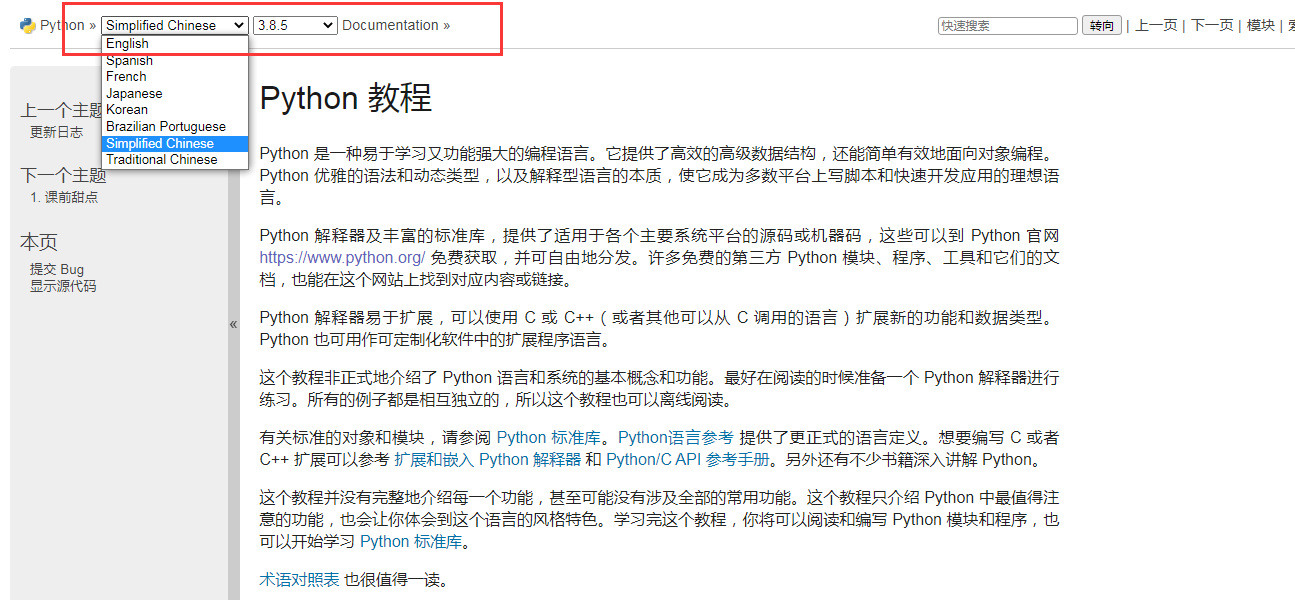 Python » Simplified Chinese 3.8.5 Documentation » 快速搜索 转向 | 上一页 | 下一页 | 模块 |
English
Spanish
French
Japanese
Korean
Brazilian Portuguese
Simplified Chinese
Traditional Chinese
上一个主题
更新日志
下一个主题
1. 课前甜点
本页
提交 Bug
显示源代码
«
Python 教程
Python 是一种易于学习又功能强大的编程语言。它提供了高效的高级数据结构，还能简单有效地面向对象编程。
Python 优雅的语法和动态类型，以及解释型语言的本质，使它成为多数平台上写脚本和快速开发应用的理想语
言。
Python 解释器及丰富的标准库，提供了适用于各个主要系统平台的源码或机器码，这些可以到 Python 官网
https://www.python.org/ 免费获取，并可自由地分发。许多免费的第三方 Python 模块、程序、工具和它们的文
档，也能在这个网站上找到对应内容或链接。
Python 解释器易于扩展，可以使用 C 或 C++（或者其他可以从 C 调用的语言）扩展新的功能和数据类型。
Python 也可用作可定制化软件中的扩展程序语言。
这个教程非正式地介绍了 Python 语言和系统的基本概念和功能。最好在阅读的时候准备一个 Python 解释器进行
练习。所有的例子都是相互独立的，所以这个教程也可以离线阅读。
有关标准的对象和模块，请参阅 Python 标准库。Python语言参考 提供了更正式的语言定义。想要编写 C 或者
C++ 扩展可以参考 扩展和嵌入 Python 解释器 和 Python/C API 参考手册。另外还有不少书籍深入讲解 Python。
这个教程并没有完整地介绍每一个功能，甚至可能没有涉及全部的常用功能。这个教程只介绍 Python 中最值得注
意的功能，也会让你体会到这个语言的风格特色。学习完这个教程，你将可以阅读和编写 Python 模块和程序，也
可以开始学习 Python 标准库。
术语对照表 也很值得一读。